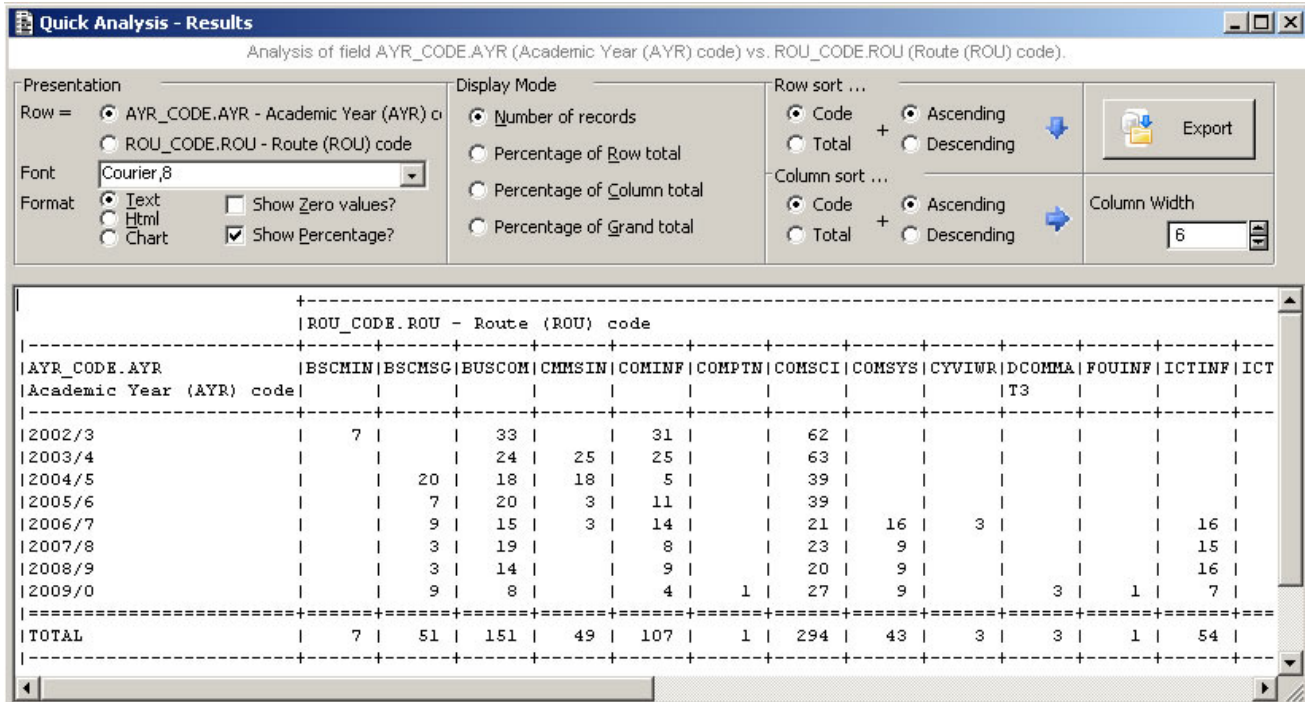 Quick Analysis - Results
Analysis of field AYR_CODE.AYR (Academic Year (AYR) code) vs. ROU_CODE.ROU (Route (ROU) code).
Presentation
Row =
AYR_CODE.AYR - Academic Year (AYR) c
ROU_CODE.ROU - Route (ROU) code
Font
Courier,8
Format
Text
Html
Chart
Show Zero values?
Show Percentage?
Display Mode
Number of records
Percentage of Row total
Percentage of Column total
Percentage of Grand total
Row sort ...
Code + Ascending
Total Descending
Column sort ...
Code + Ascending
Total Descending
Export
Column Width
6
|ROU_CODE.ROU - Route (ROU) code
|AYR_CODE.AYR |BSCMIN|BSCMSG|BUSCOM|CMMSIN|COMINF|COMPTN|COMSCI|COMSYS|CYVIWR|DCOMMA|FOUINF|ICTINF|ICT
|Academic Year (AYR) code| | | | | | | | | |T3 | | |
|2002/3 | 7 | | 33 | | 31 | | 62 | | | | | |
|2003/4 | | | 24 | 25 | 25 | | 63 | | | | | |
|2004/5 | | 20 | 18 | 18 | 5 | | 39 | | | | | |
|2005/6 | | 7 | 20 | 3 | 11 | | 39 | | | | | |
|2006/7 | | 9 | 15 | 3 | 14 | | 21 | 16 | 3 | | | 16 |
|2007/8 | | 3 | 19 | | 8 | | 23 | 9 | | | | 15 |
|2008/9 | | 3 | 14 | | 9 | | 20 | 9 | | | | 16 |
|2009/0 | | 9 | 8 | | 4 | 1 | 27 | 9 | | 3 | 1 | 7 |
|TOTAL | 7 | 51 | 151 | 49 | 107 | 1 | 294 | 43 | 3 | 3 | 1 | 54 |